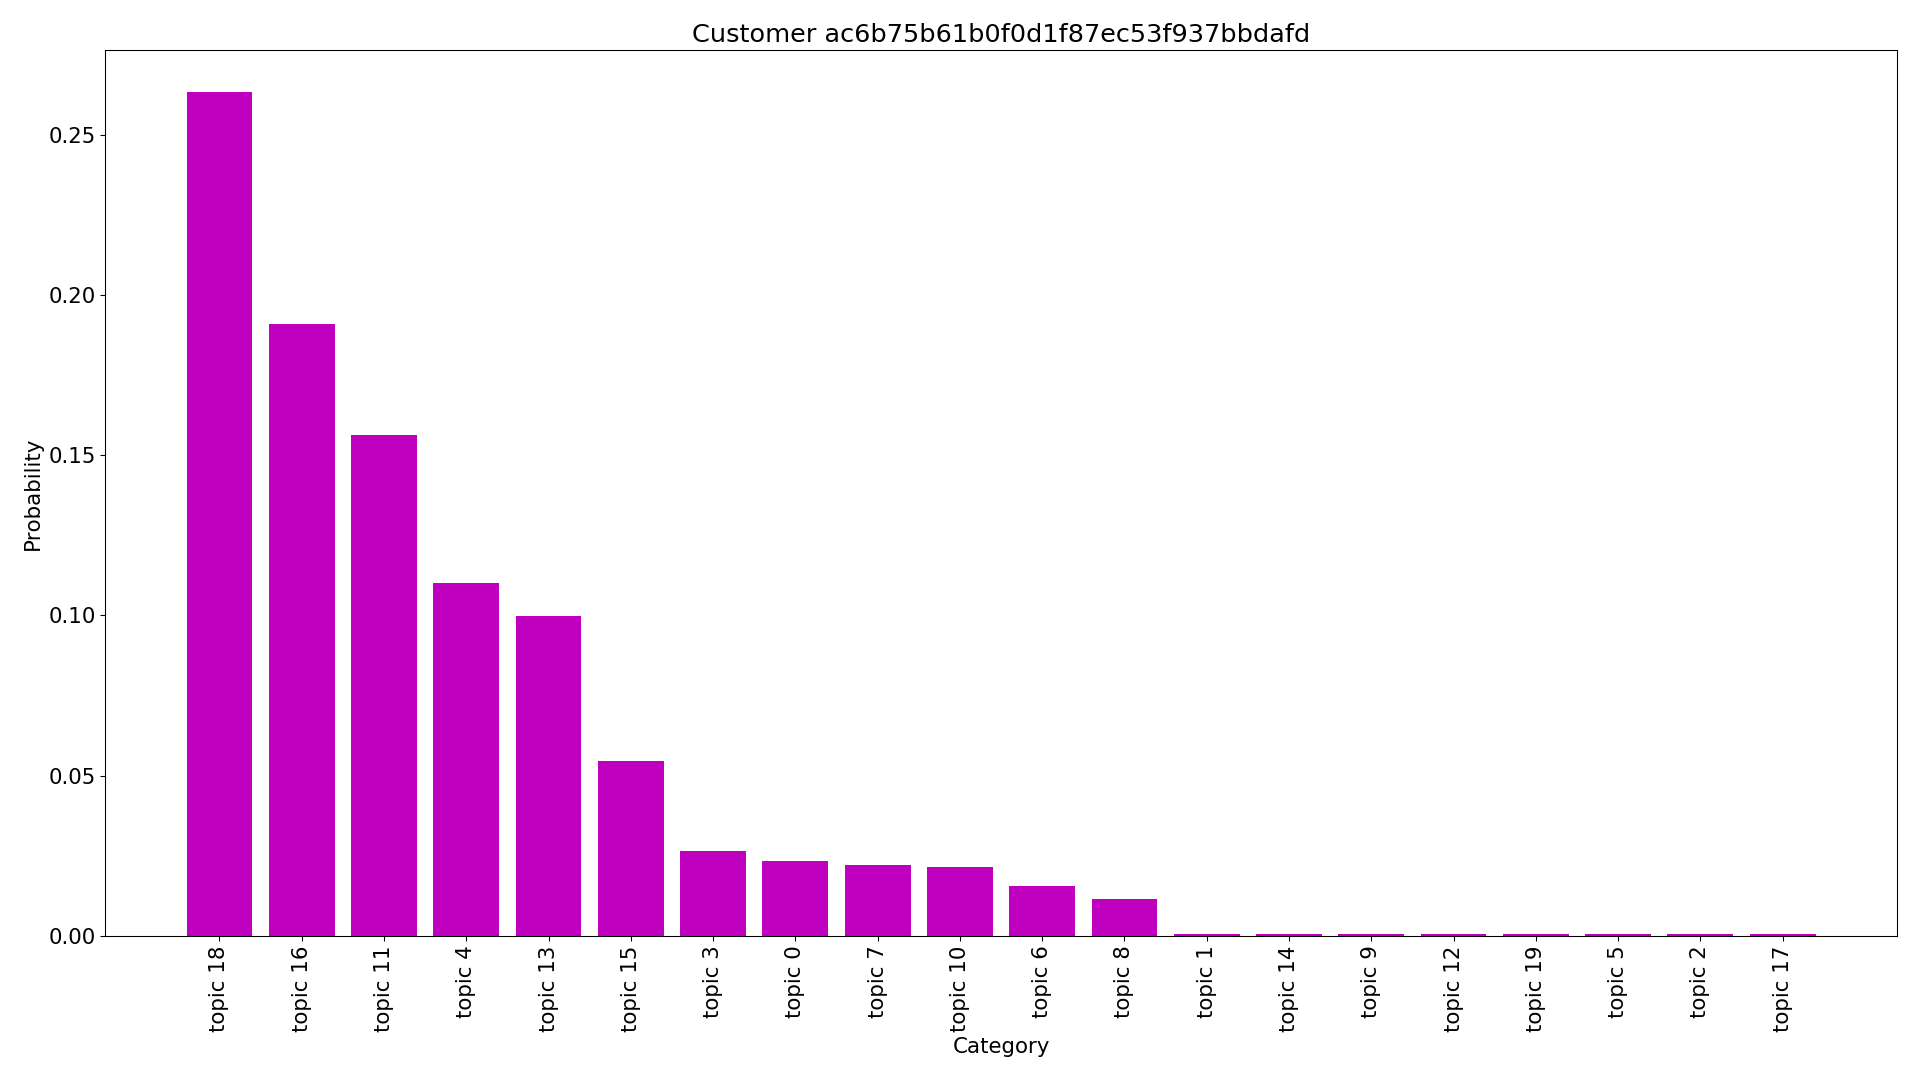 Customer ac6b75b61b0f0d1f87ec53f937bbdafd
Probability
0.25
0.20
0.15
0.10
0.05
0.00
topic 18
topic 16
topic 11
topic 4
topic 13
topic 15
topic 3
topic 0
topic 7
topic 10
topic 6
topic 8
topic 1
topic 14
topic 9
topic 12
topic 19
topic 5
topic 2
topic 17
Category